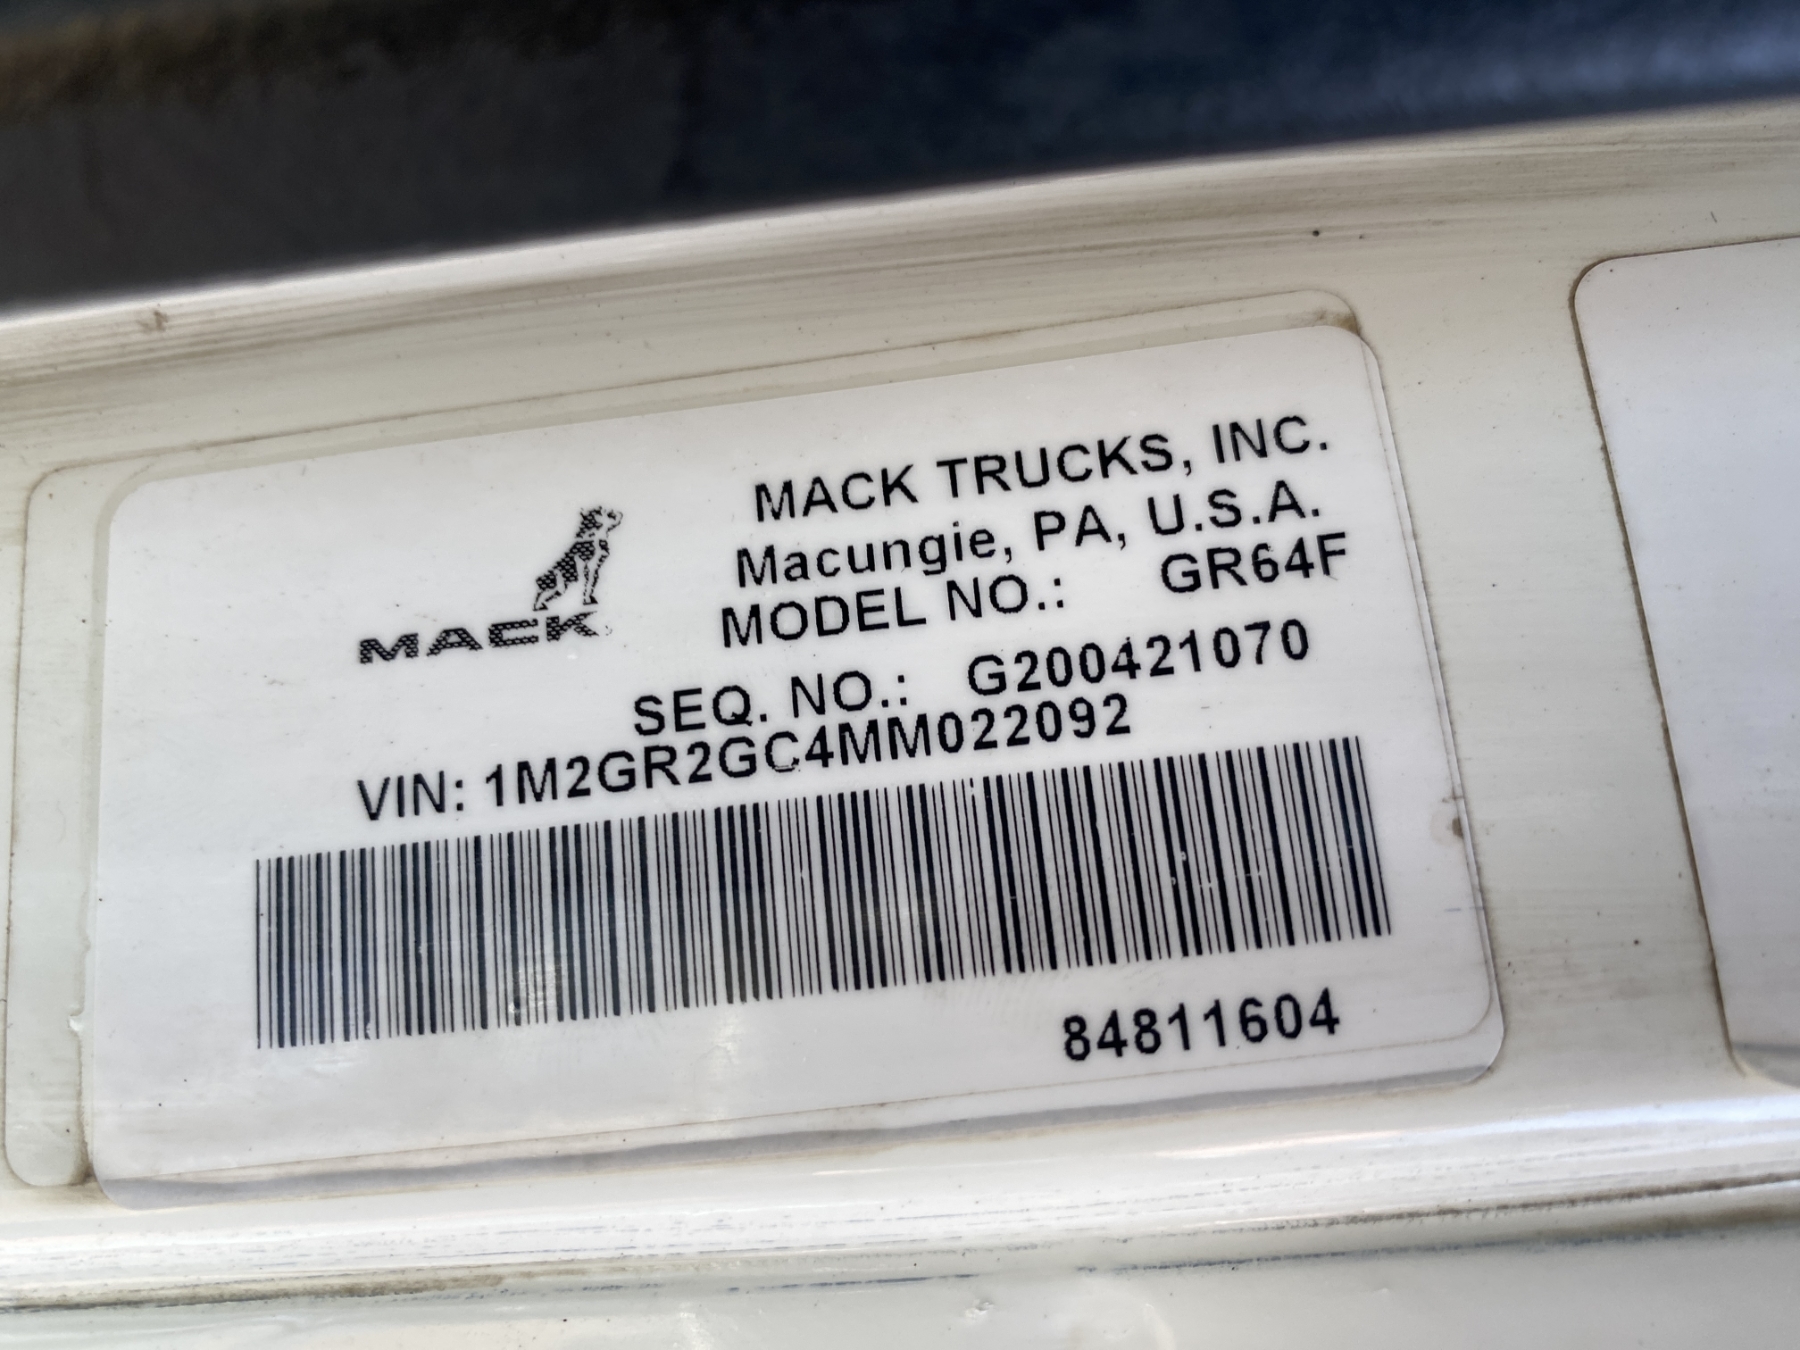 MACK
MACK TRUCKS, INC.
Macungie, PA, U.S.A.
MODEL NO.: GR64F
SEQ. NO.: G200421070
VIN: 1M2GR2GC4MM022092
84811604